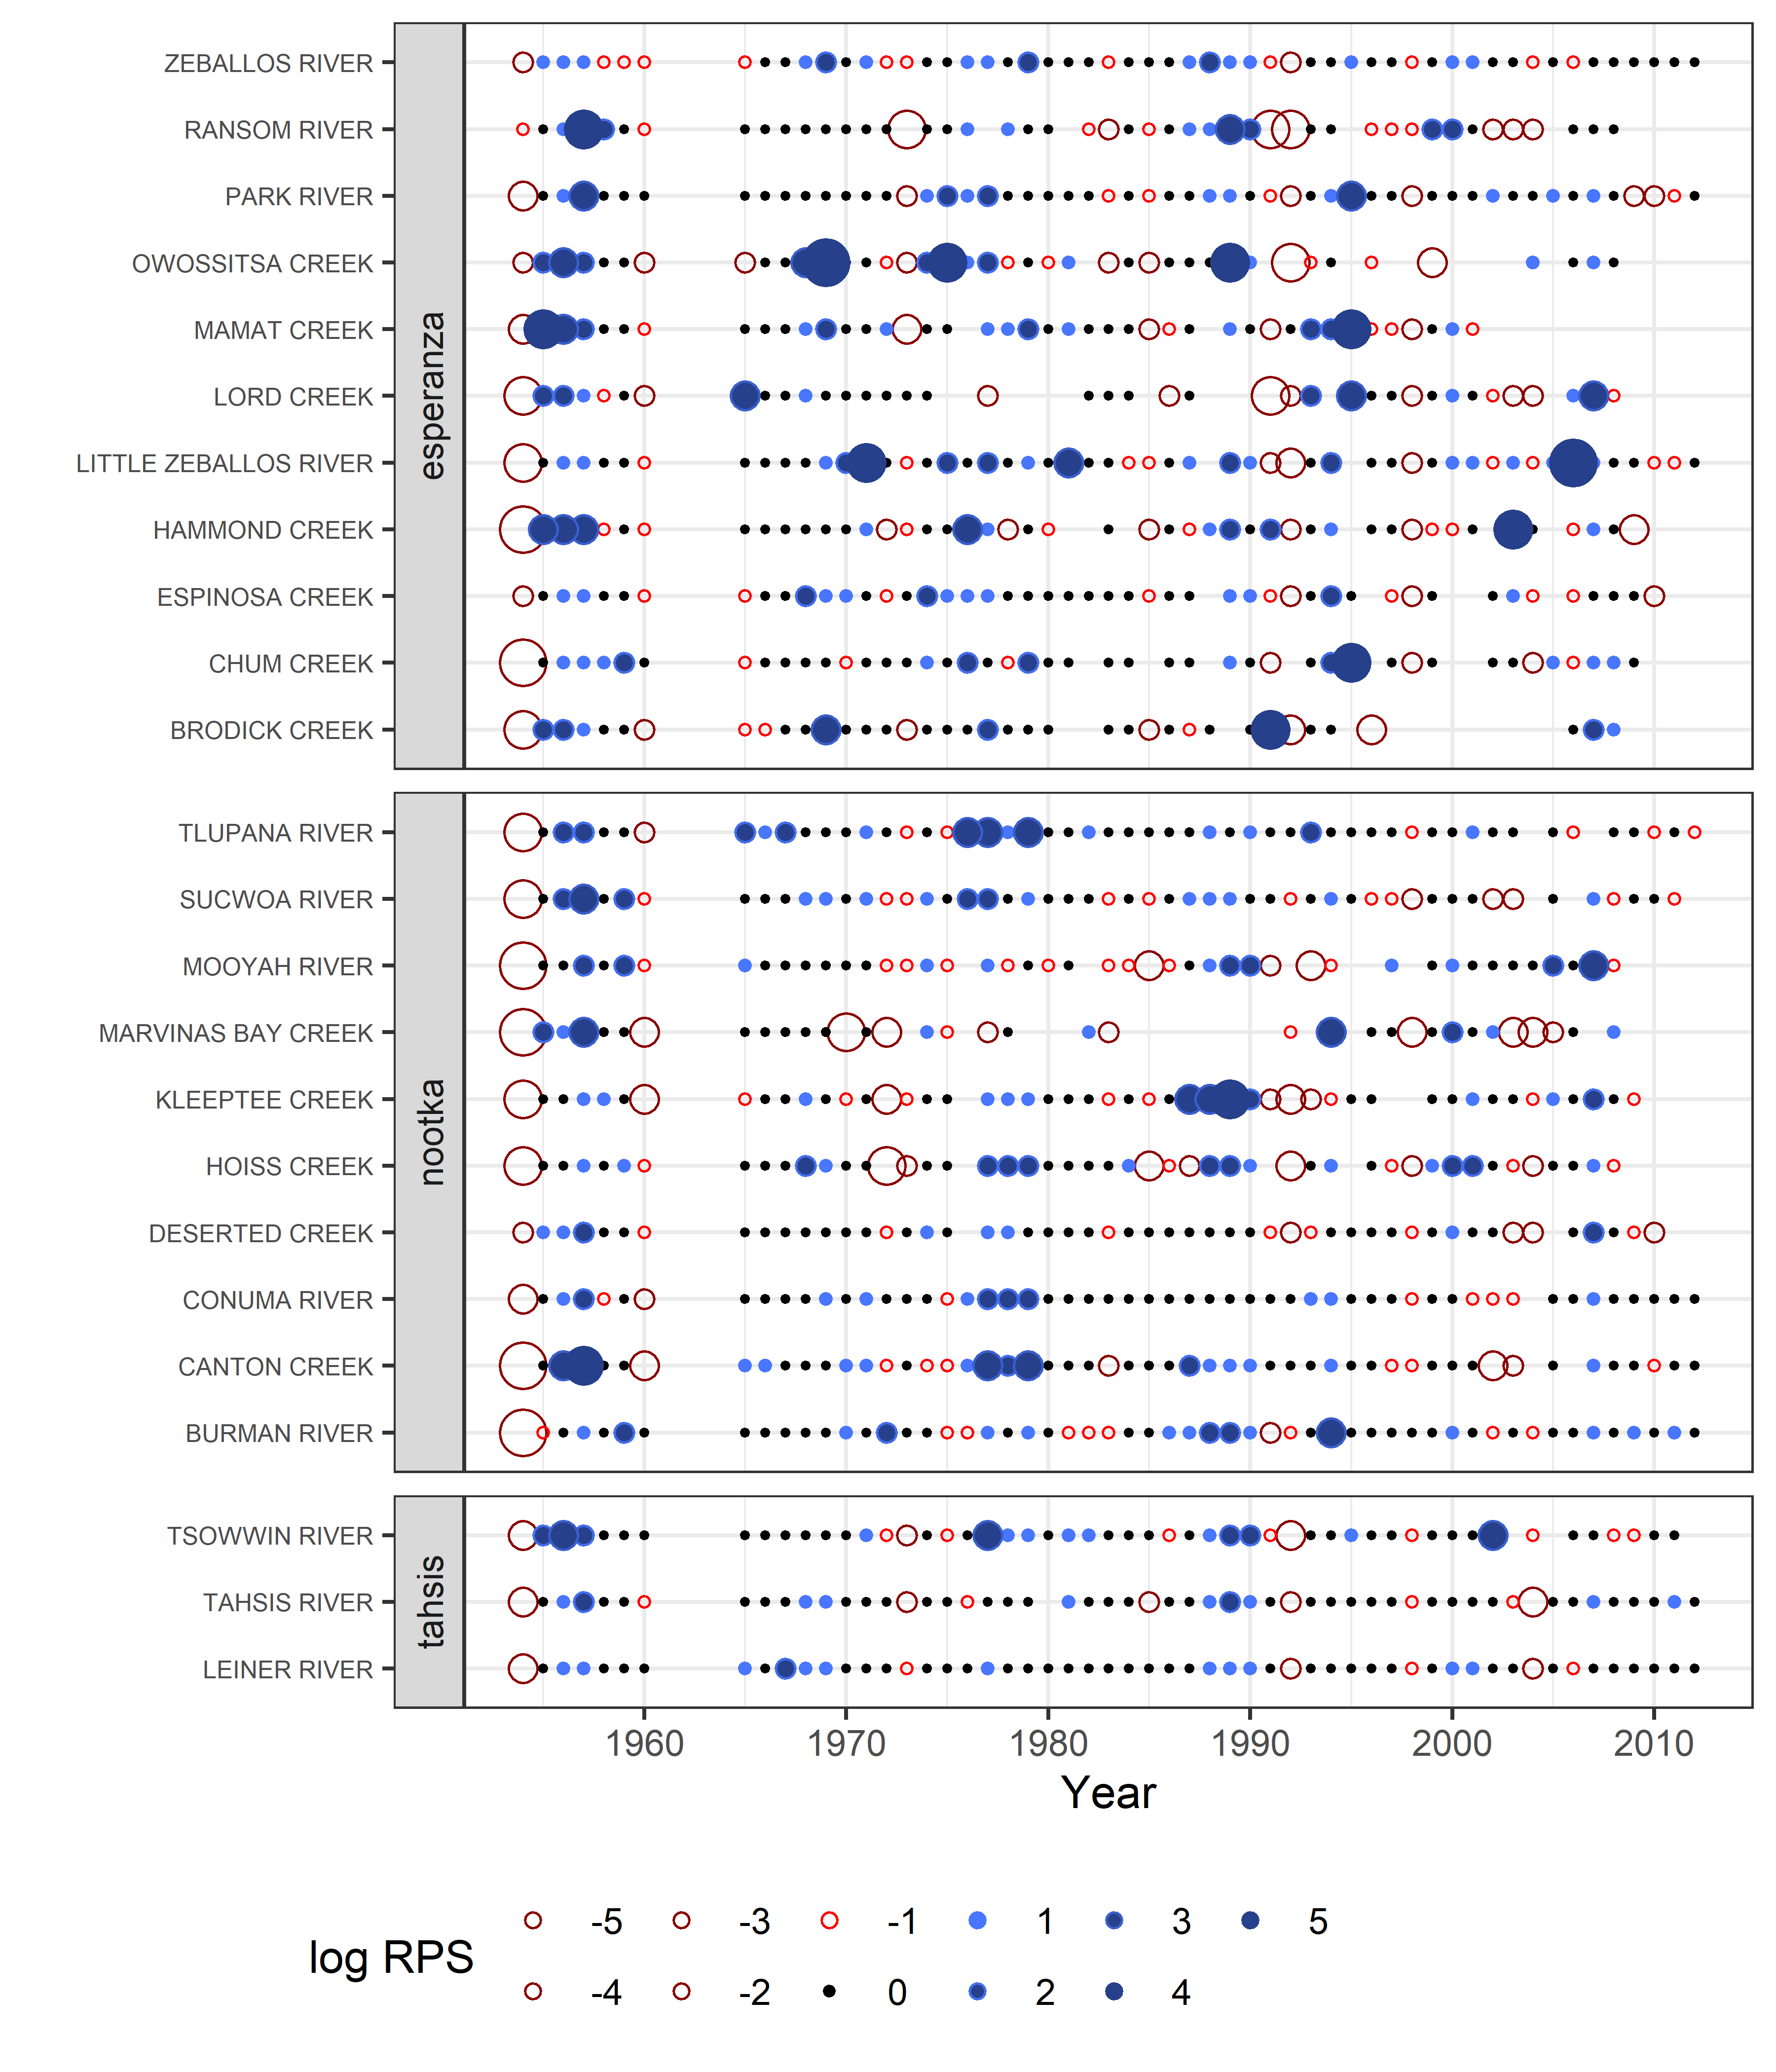 ZEBALLOS RIVER
RANSOM RIVER
PARK RIVER
OWOSSITSA CREEK
MAMAT CREEK
LORD CREEK
LITTLE ZEBALLOS RIVER
HAMMOND CREEK
ESPINOSA CREEK
CHUM CREEK
BRODICK CREEK
esperanza
TLUPANA RIVER
SUCWOA RIVER
MOOYAH RIVER
MARVINAS BAY CREEK
KLEEPTEE CREEK
HOISS CREEK
DESERTED CREEK
CONUMA RIVER
CANTON CREEK
BURMAN RIVER
nootka
TSOWWIN RIVER
TAHSIS RIVER
LEINER RIVER
tahsis
1960 1970 1980 1990 2000 2010
Year
log RPS
-5 -3 -1 1 3 5
-4 -2 0 2 4